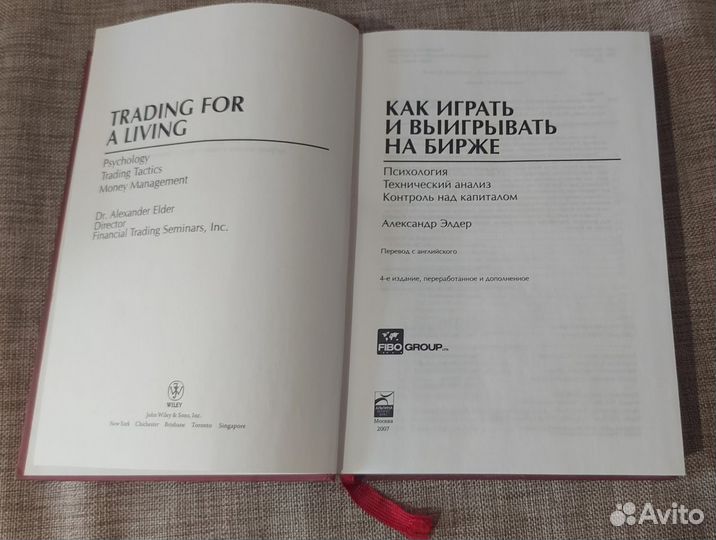 TRADING FOR
A LIVING
Psychology
Trading Tactics
Money Management
Dr. Alexander Elder
Director
Financial Trading Seminars, Inc.
WILEY
John Wiley & Sons, Inc.
New York Chichester Brisbane Toronto Singapore
КАК ИГРАТЬ
И ВЫИГРЫВАТЬ
НА БИРЖЕ
Психология
Технический анализ
Контроль над капиталом
Александр Элдер
Перевод с английского
4-е издание, переработанное и дополненное
FIBO GROUP
Москва
2007
Avito